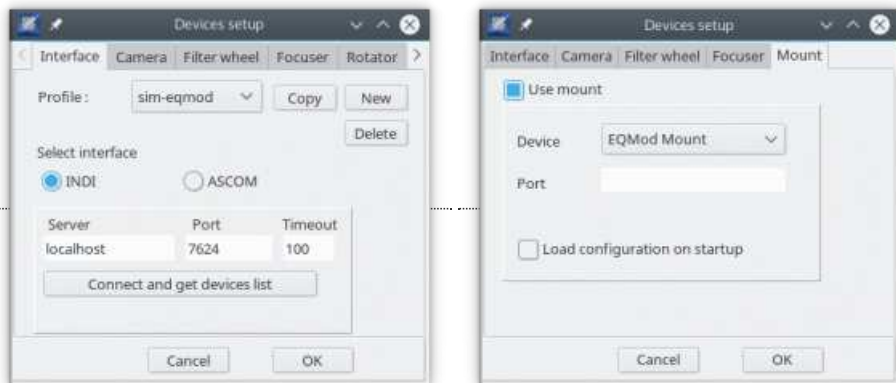 Devices setup
Interface Camera Filter wheel Focuser Rotator
Profile : sim-eqmod Copy New
Delete
Select interface
INDI ASCOM
Server Port Timeout
localhost 7624 100
Connect and get devices list
Cancel OK
Devices setup
Interface Camera Filter wheel Focuser Mount
Use mount
Device EQMod Mount
Port
Load configuration on startup
Cancel OK